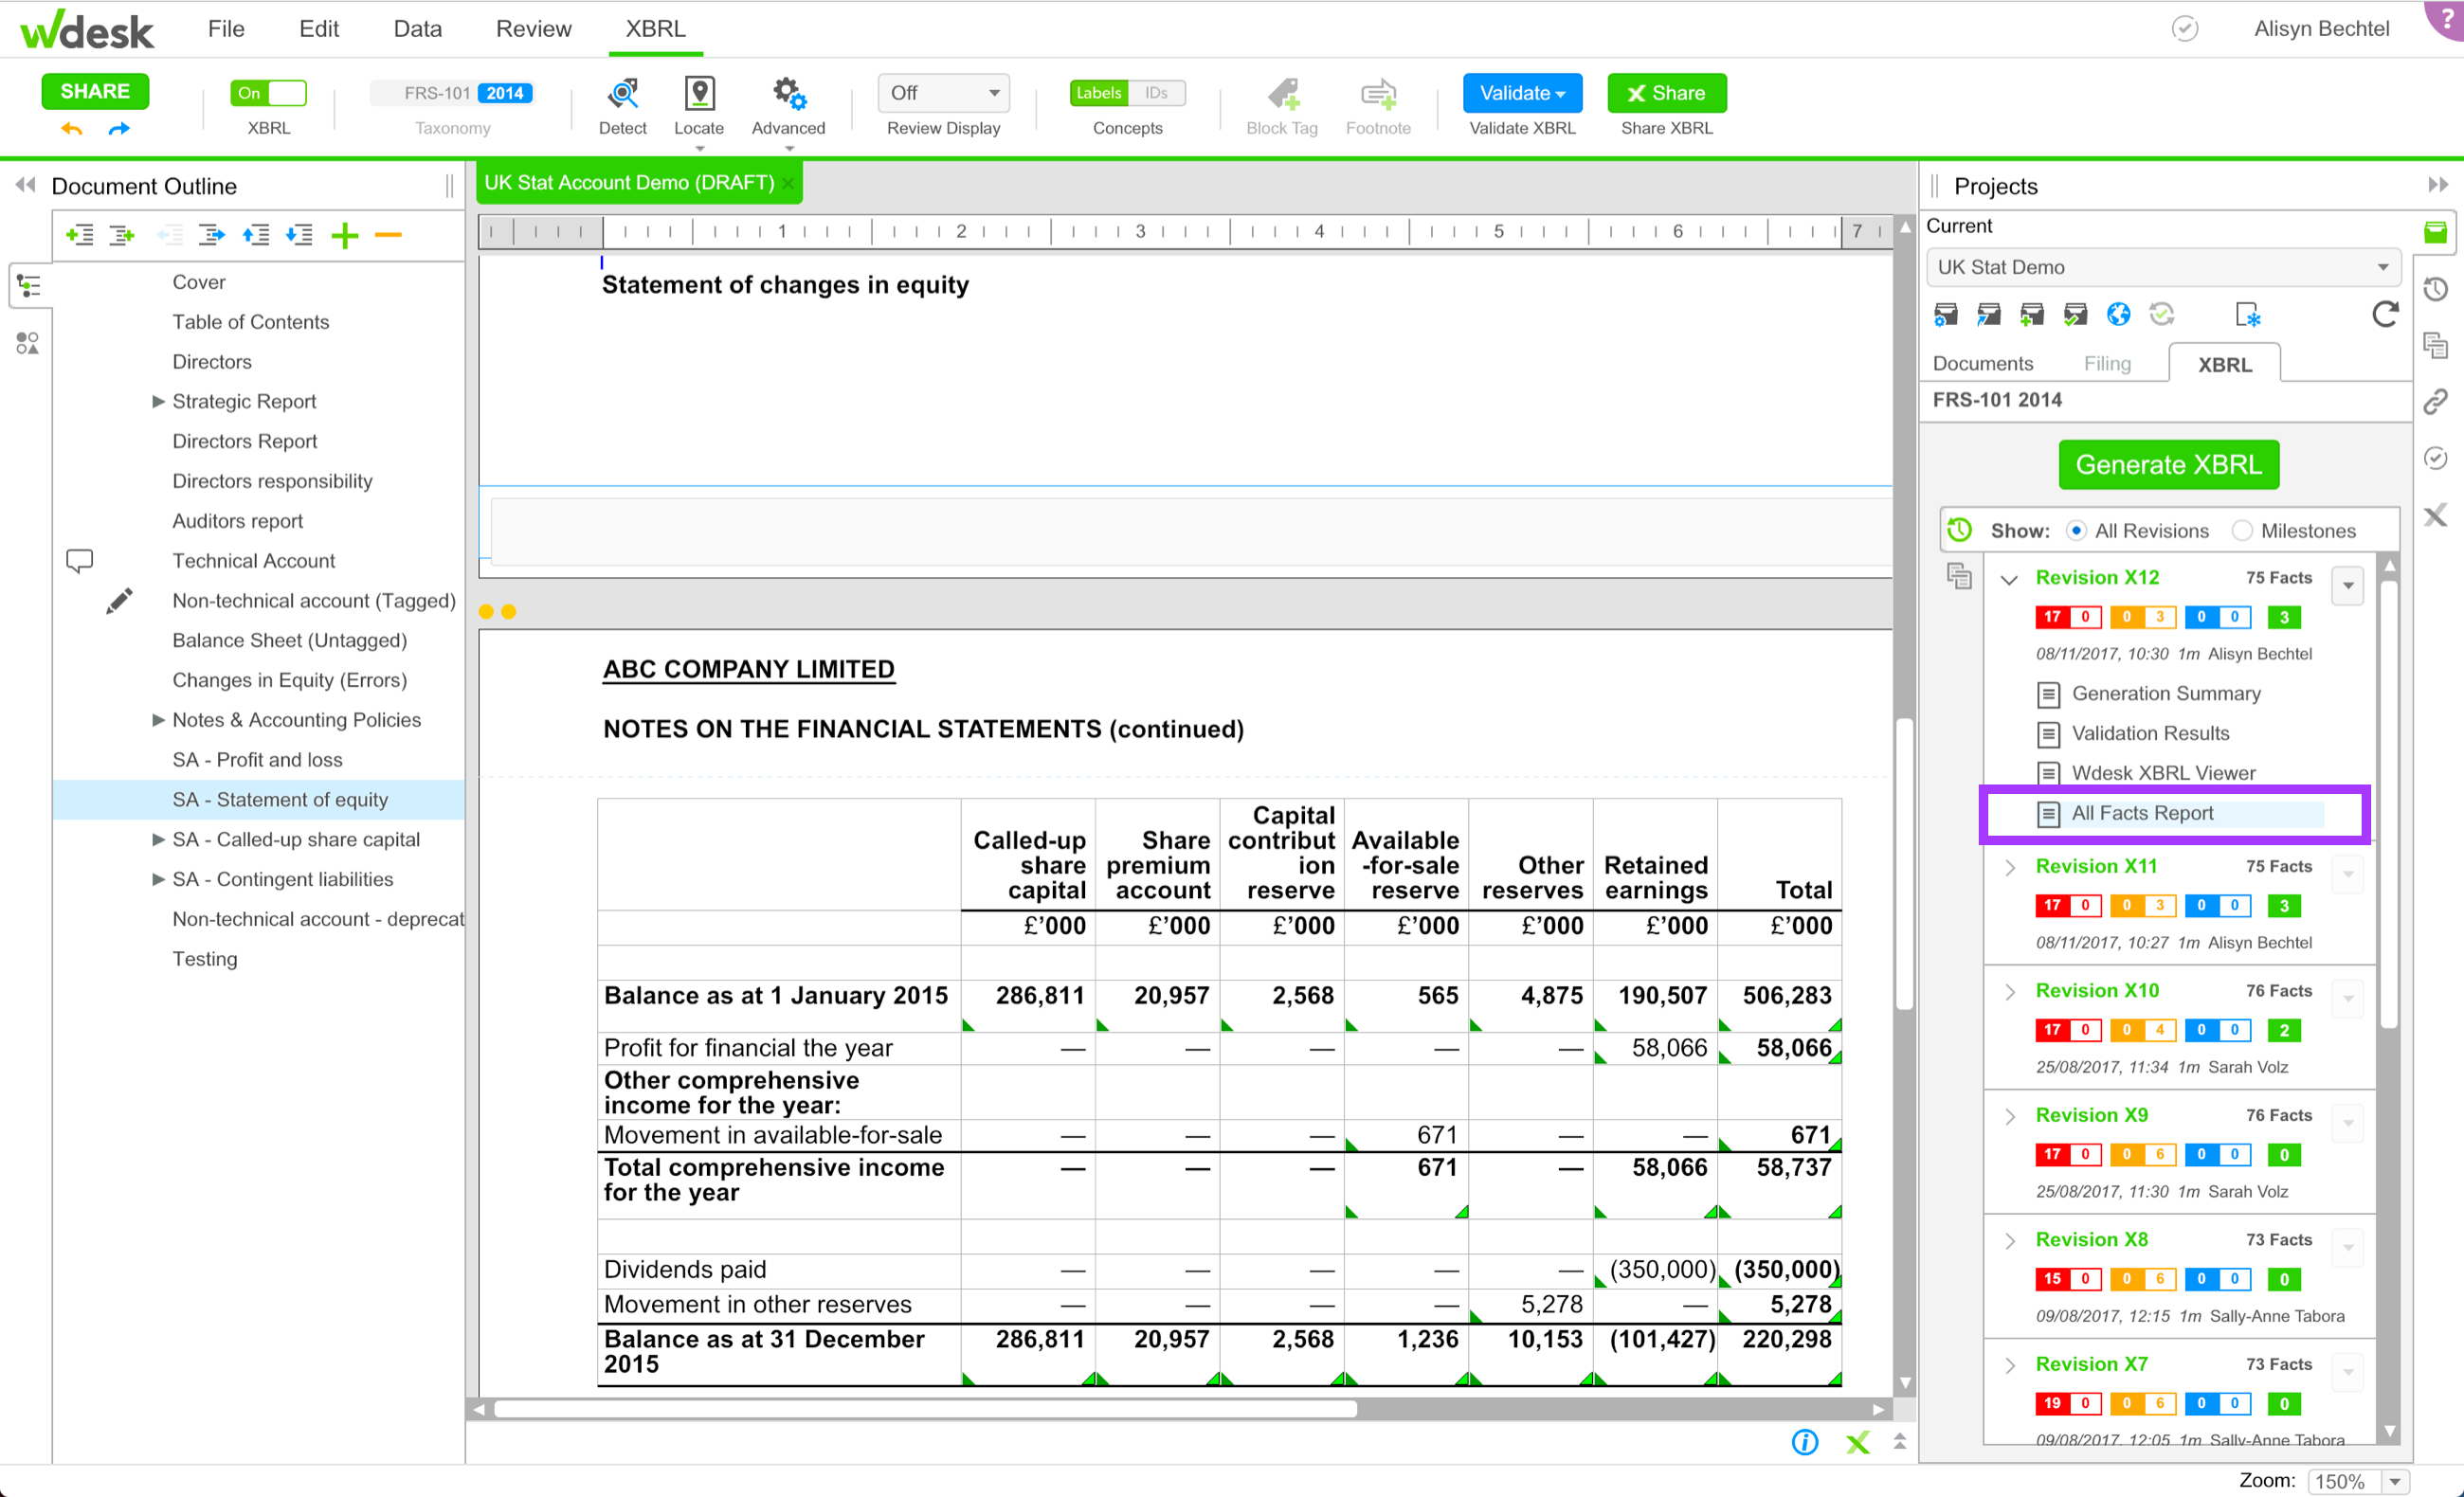 wdesk File Edit Data Review XBRL Alisyn Bechtel ?
SHARE On FRS-101 2014 Off Labels IDs Validate Share
XBRL Taxonomy Detect Locate Advanced Review Display Concepts Block Tag Footnote Validate XBRL Share XBRL
Document Outline
Cover
Table of Contents
Directors
Strategic Report
Directors Report
Directors responsibility
Auditors report
Technical Account
Non-technical account (Tagged)
Balance Sheet (Untagged)
Changes in Equity (Errors)
Notes & Accounting Policies
SA - Profit and loss
SA - Statement of equity
SA - Called-up share capital
SA - Contingent liabilities
Non-technical account - deprecat
Testing
UK Stat Account Demo (DRAFT)
1 2 3 4 5 6 7
Statement of changes in equity
ABC COMPANY LIMITED
NOTES ON THE FINANCIAL STATEMENTS (continued)
Called-up share capital Share premium account Capital contribut ion reserve Available -for-sale reserve Other reserves Retained earnings Total
£'000 £'000 £'000 £'000 £'000 £'000 £'000
Balance as at 1 January 2015 286,811 20,957 2,568 565 4,875 190,507 506,283
Profit for financial the year — — — — — 58,066 58,066
Other comprehensive
income for the year:
Movement in available-for-sale — — — 671 — — 671
Total comprehensive income — — — 671 — 58,066 58,737
for the year
Dividends paid — — — — — (350,000) (350,000)
Movement in other reserves — — — — 5,278 — 5,278
Balance as at 31 December 286,811 20,957 2,568 1,236 10,153 (101,427) 220,298
2015
Projects
Current
UK Stat Demo
Documents Filing XBRL
FRS-101 2014
Generate XBRL
Show: All Revisions Milestones
Revision X12 75 Facts
17 0 0 3 0 0 3
08/11/2017, 10:30 1m Alisyn Bechtel
Generation Summary
Validation Results
Wdesk XBRL Viewer
All Facts Report
Revision X11 75 Facts
17 0 0 3 0 0 3
08/11/2017, 10:27 1m Alisyn Bechtel
Revision X10 76 Facts
17 0 0 4 0 0 2
25/08/2017, 11:34 1m Sarah Volz
Revision X9 76 Facts
17 0 0 6 0 0 0
25/08/2017, 11:30 1m Sarah Volz
Revision X8 73 Facts
15 0 0 6 0 0 0
09/08/2017, 12:15 1m Sally-Anne Tabora
Revision X7 73 Facts
19 0 0 6 0 0 0
09/08/2017, 12:05 1m Sally-Anne Tabora
Zoom: 150%